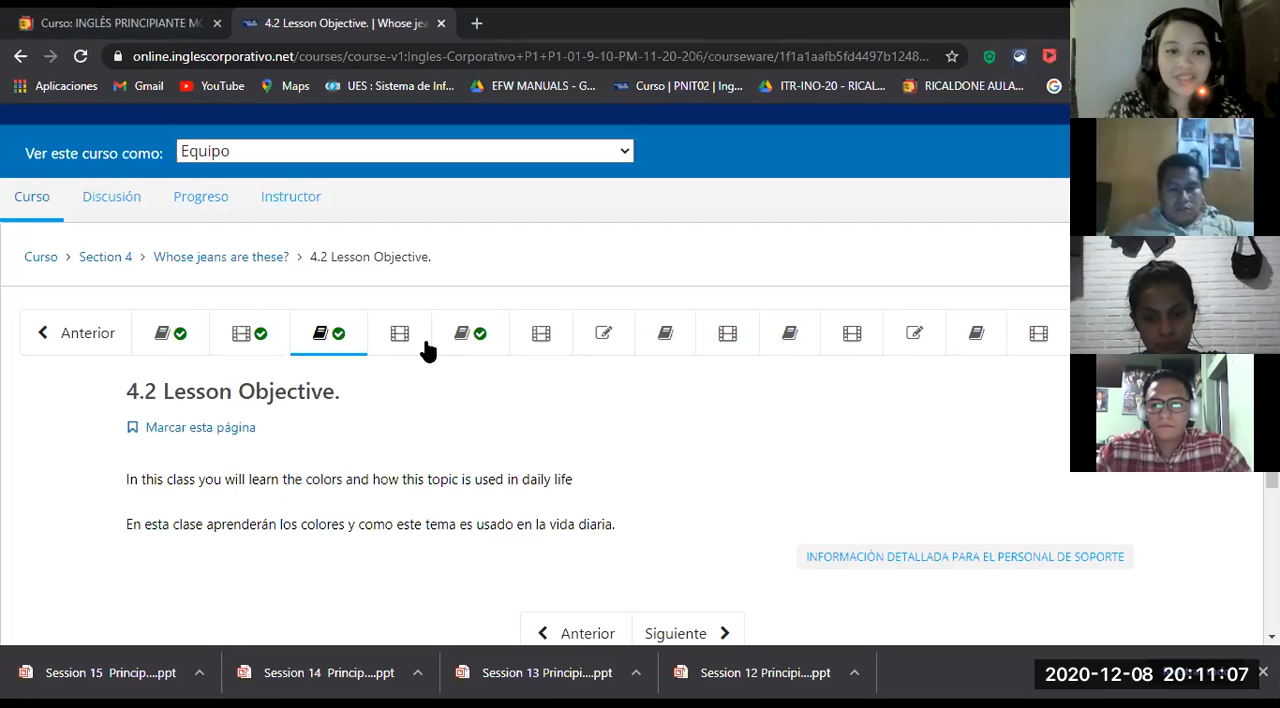 Curso: INGLÉS PRINCIPIANTE MO
4.2 Lesson Objective. | Whose jea
online.inglescorporativo.net/courses/course-v1:Ingles-Corporativo+P1+P1-01-9-10-PM-11-20-206/courseware/1f1a1aafb5fd4497b1248...
Aplicaciones Gmail YouTube Maps UES : Sistema de Inf... EFW MANUALS - G... Curso | PNIT02 | Ing... ITR-INO-20 - RICAL... RICALDONE AULA...
Ver este curso como: Equipo
Curso Discusión Progreso Instructor
Curso > Section 4 > Whose jeans are these? > 4.2 Lesson Objective.
Anterior
4.2 Lesson Objective.
Marcar esta página
In this class you will learn the colors and how this topic is used in daily life
En esta clase aprenderán los colores y como este tema es usado en la vida diaria.
INFORMACIÓN DETALLADA PARA EL PERSONAL DE SOPORTE
Anterior Siguiente
Session 15 Princip....ppt Session 14 Princip....ppt Session 13 Principi....ppt Session 12 Principi....ppt
2020-12-08 20:11:07